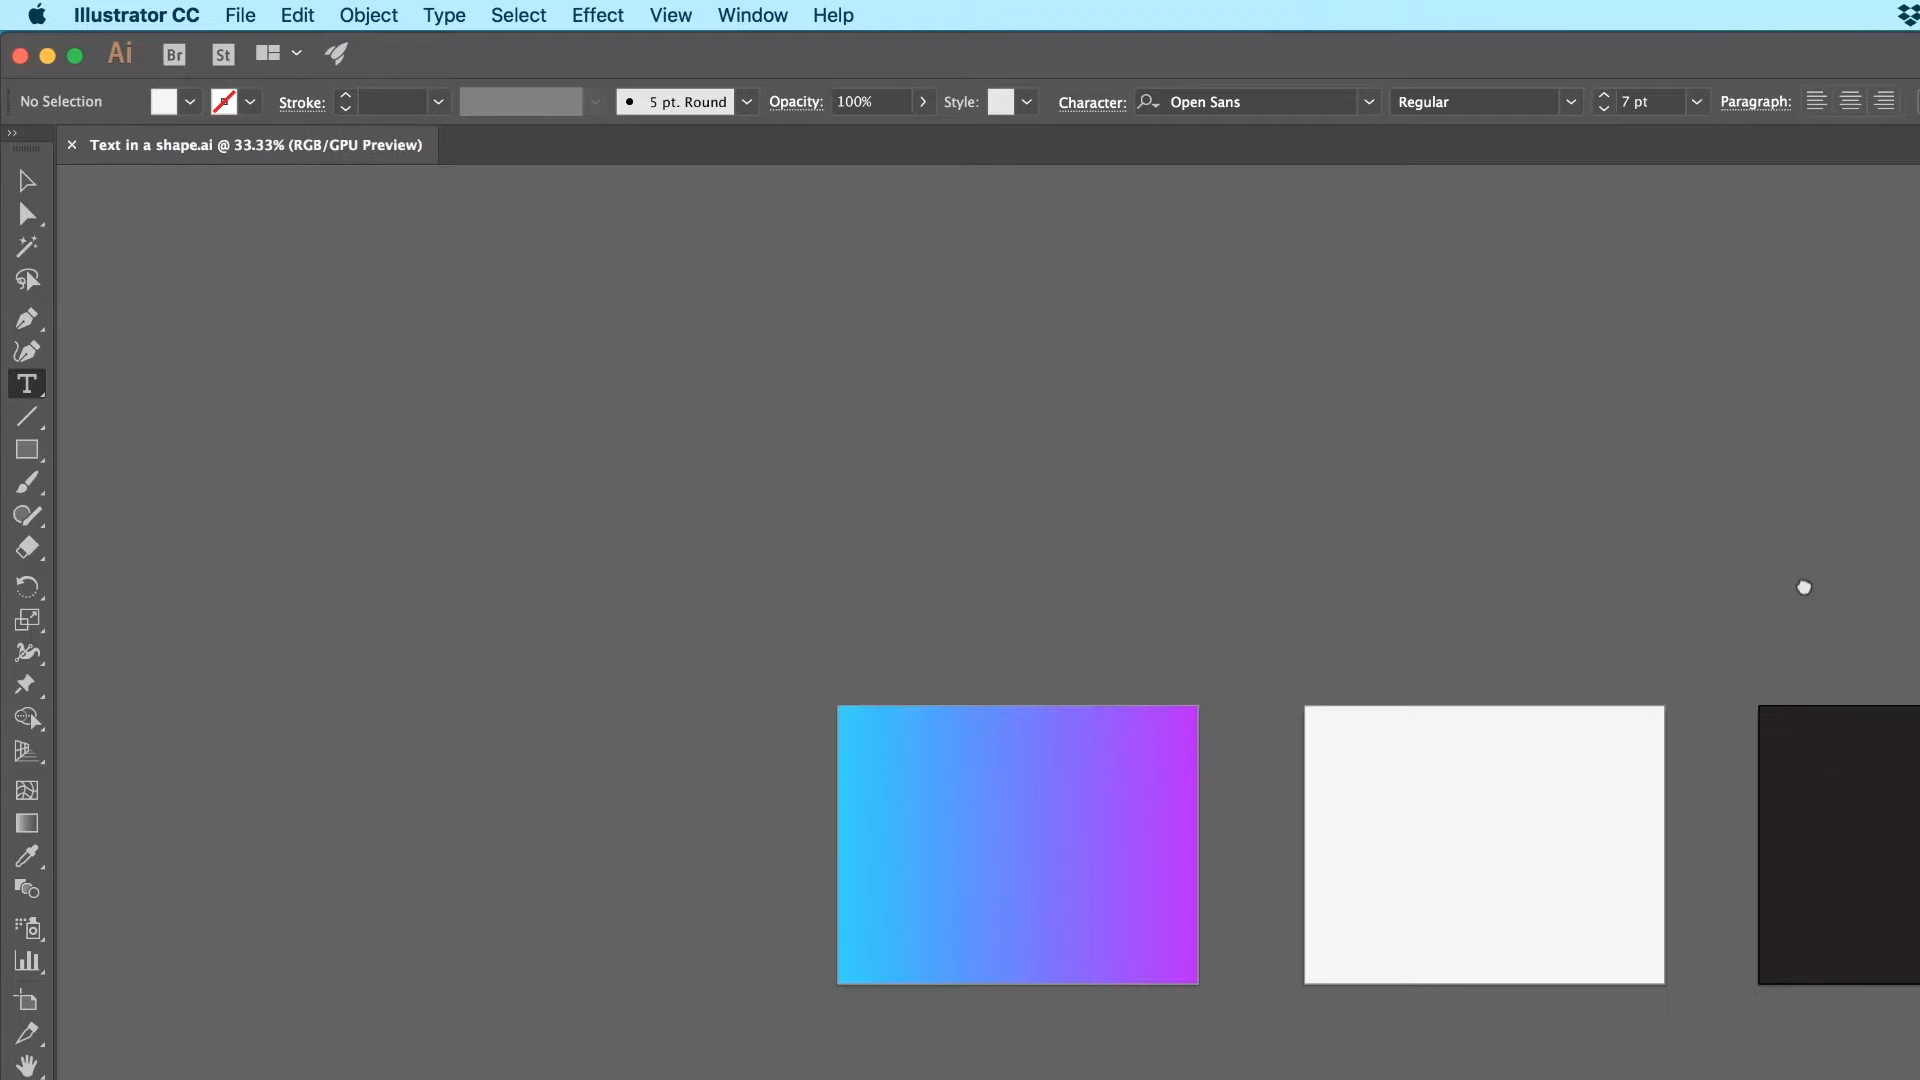 Illustrator CC File Edit Object Type Select Effect View Window Help
Ai Br St
No Selection Stroke: 5 pt. Round Opacity: 100% Style: Character: Open Sans Regular 7 pt Paragraph:
Text in a shape.ai @ 33.33% (RGB/GPU Preview)